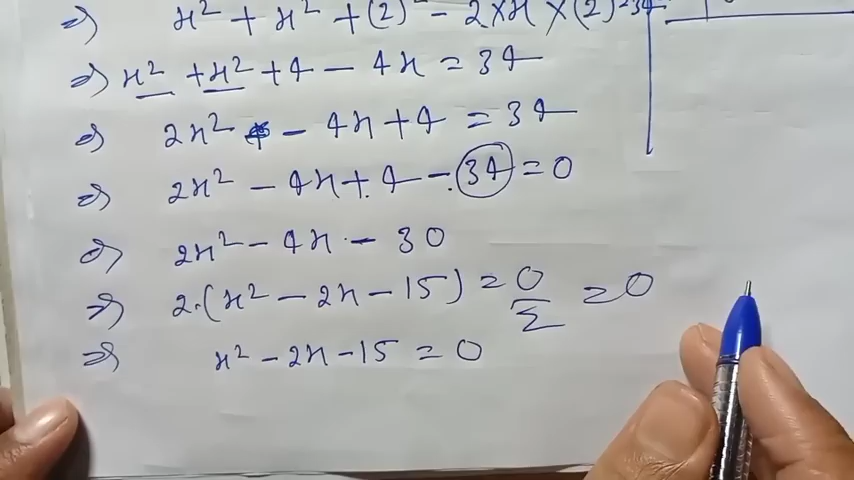 ⇒ x² + x² + (2)² - 2×x×(2) = 34
⇒ x² + x² + 4 - 4x = 34
⇒ 2x² - 4x + 4 = 34
⇒ 2x² - 4x + 4 - 34 = 0
⇒ 2x² - 4x - 30
⇒ 2·(x² - 2x - 15) = 0/2 = 0
⇒ x² - 2x - 15 = 0